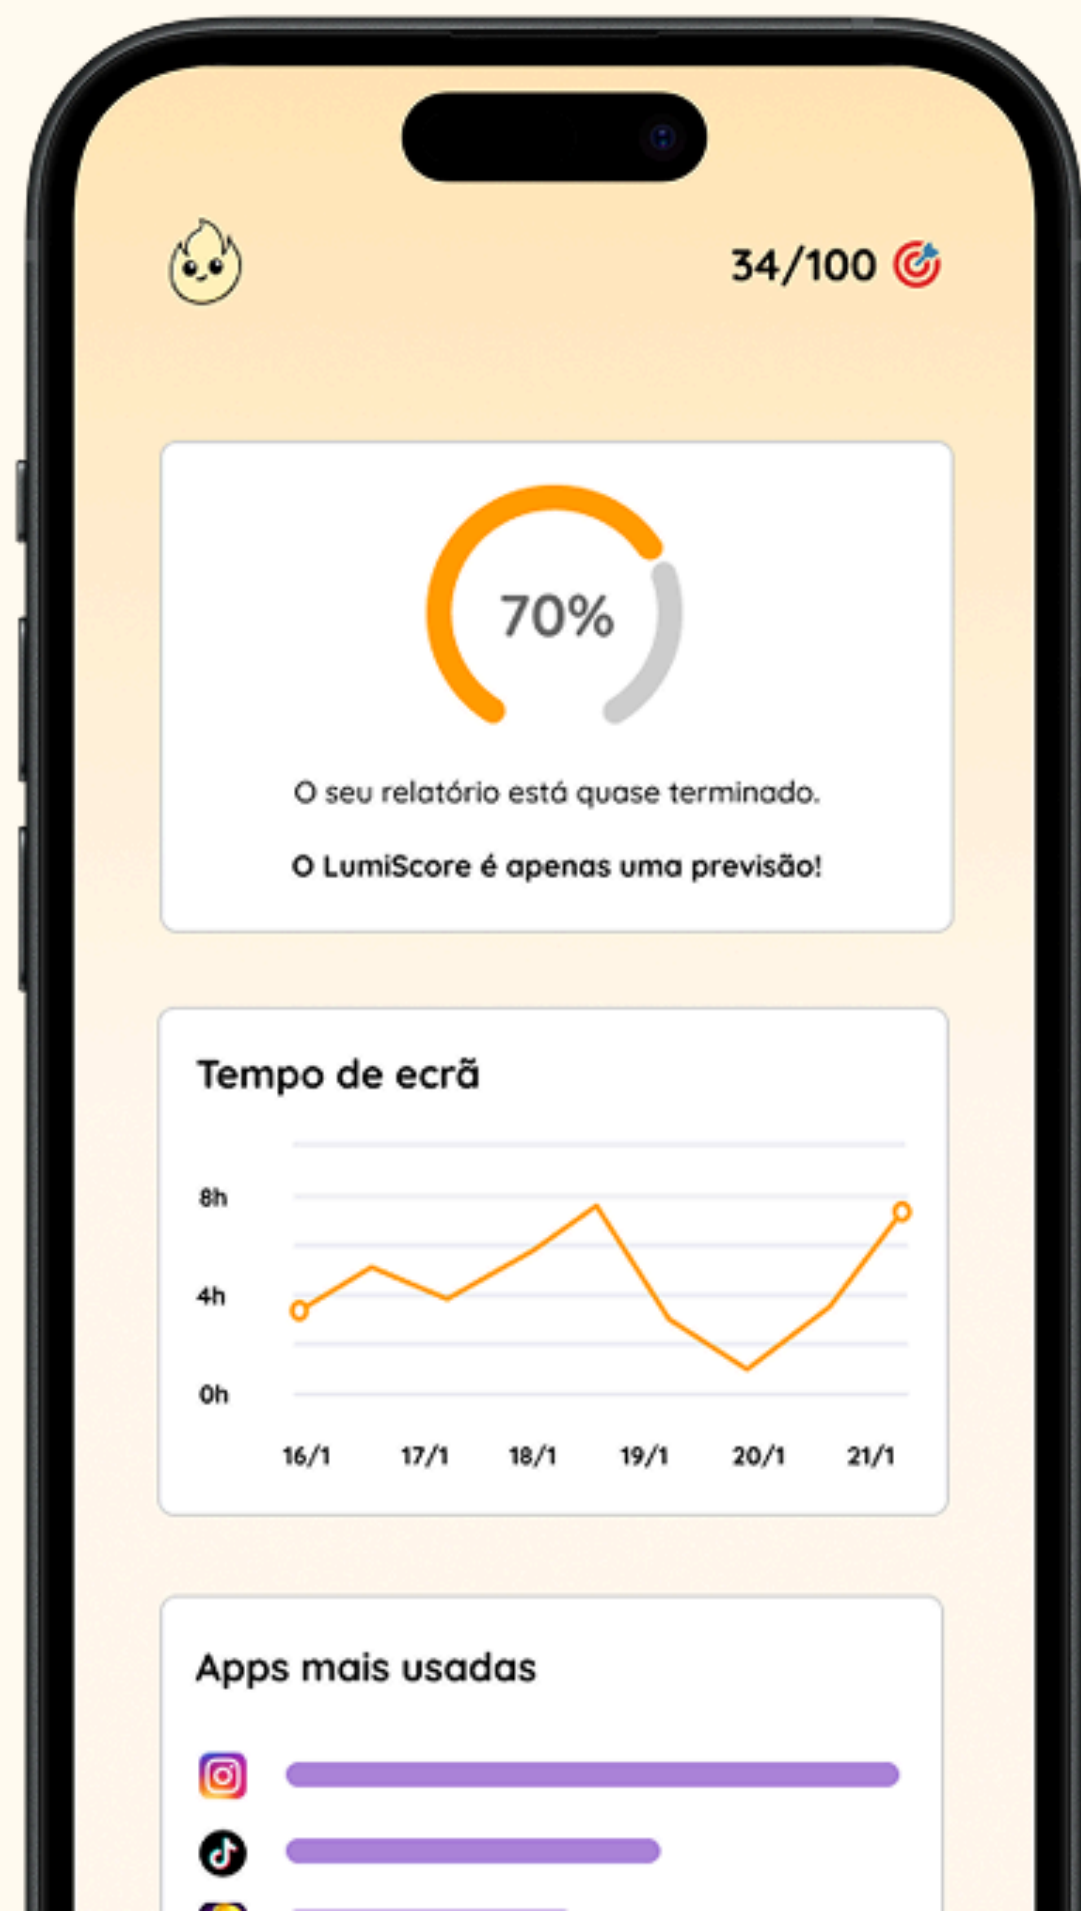 34/100
70%
O seu relatório está quase terminado.
O LumiScore é apenas uma previsão!
Tempo de ecrã
8h
4h
0h
16/1 17/1 18/1 19/1 20/1 21/1
Apps mais usadas